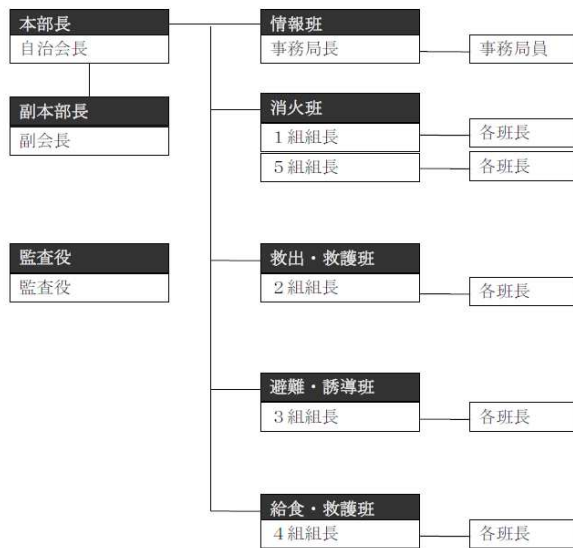 本部長
自治会長
副本部長
副会長
監査役
監査役
情報班
事務局長
事務局員
消火班
1組組長
各班長
5組組長
各班長
救出・救護班
2組組長
各班長
避難・誘導班
3組組長
各班長
給食・救護班
4組組長
各班長